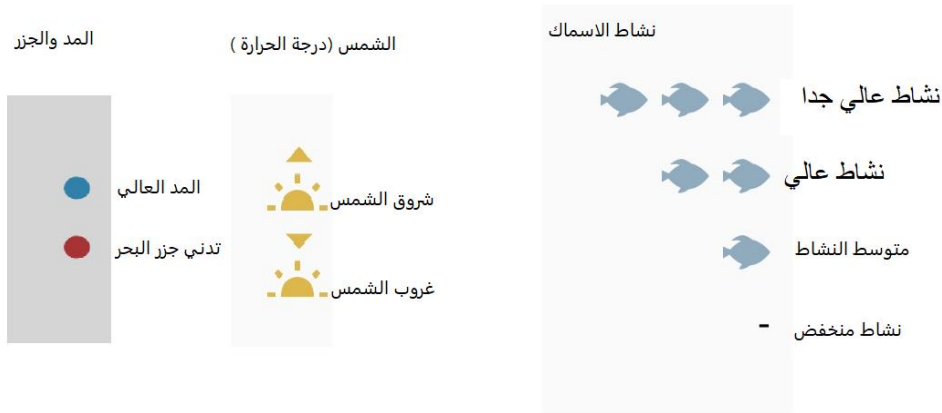 نشاط الاسماك
نشاط عالي جدا
نشاط عالي
متوسط النشاط
نشاط منخفض
-
الشمس (درجة الحرارة )
شروق الشمس
غروب الشمس
المد والجزر
المد العالي
تدني جزر البحر